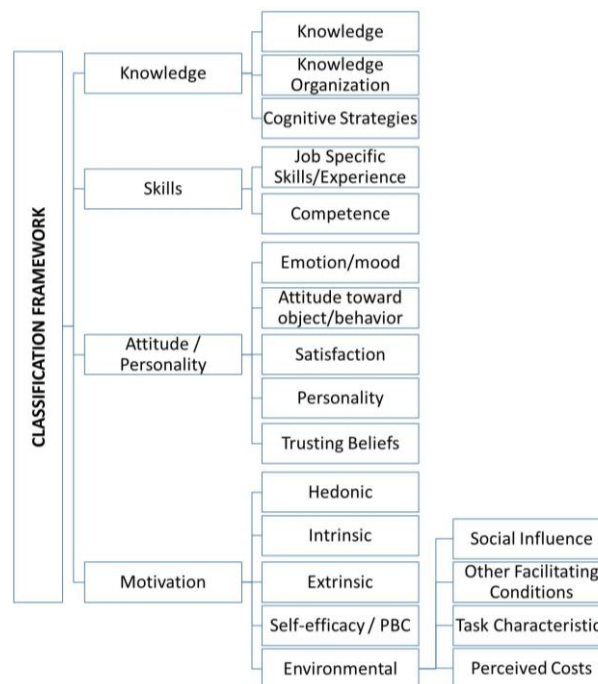 CLASSIFICATION FRAMEWORK
Knowledge
Knowledge
Knowledge
Organization
Cognitive Strategies
Skills
Job Specific
Skills/Experience
Competence
Attitude /
Personality
Emotion/mood
Attitude toward
object/behavior
Satisfaction
Personality
Trusting Beliefs
Motivation
Hedonic
Intrinsic
Extrinsic
Self-efficacy / PBC
Environmental
Social Influence
Other Facilitating
Conditions
Task Characteristic
Perceived Costs